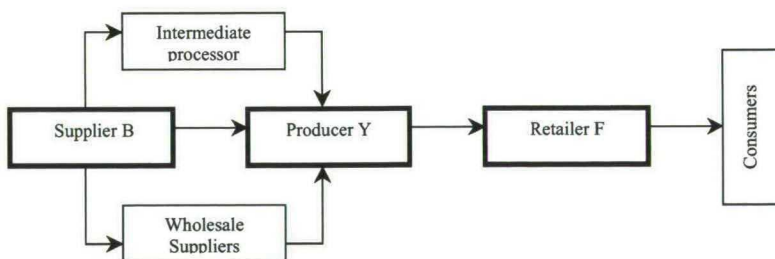 Intermediate
processor
Supplier B
Producer Y
Retailer F
Consumers
Wholesale
Suppliers